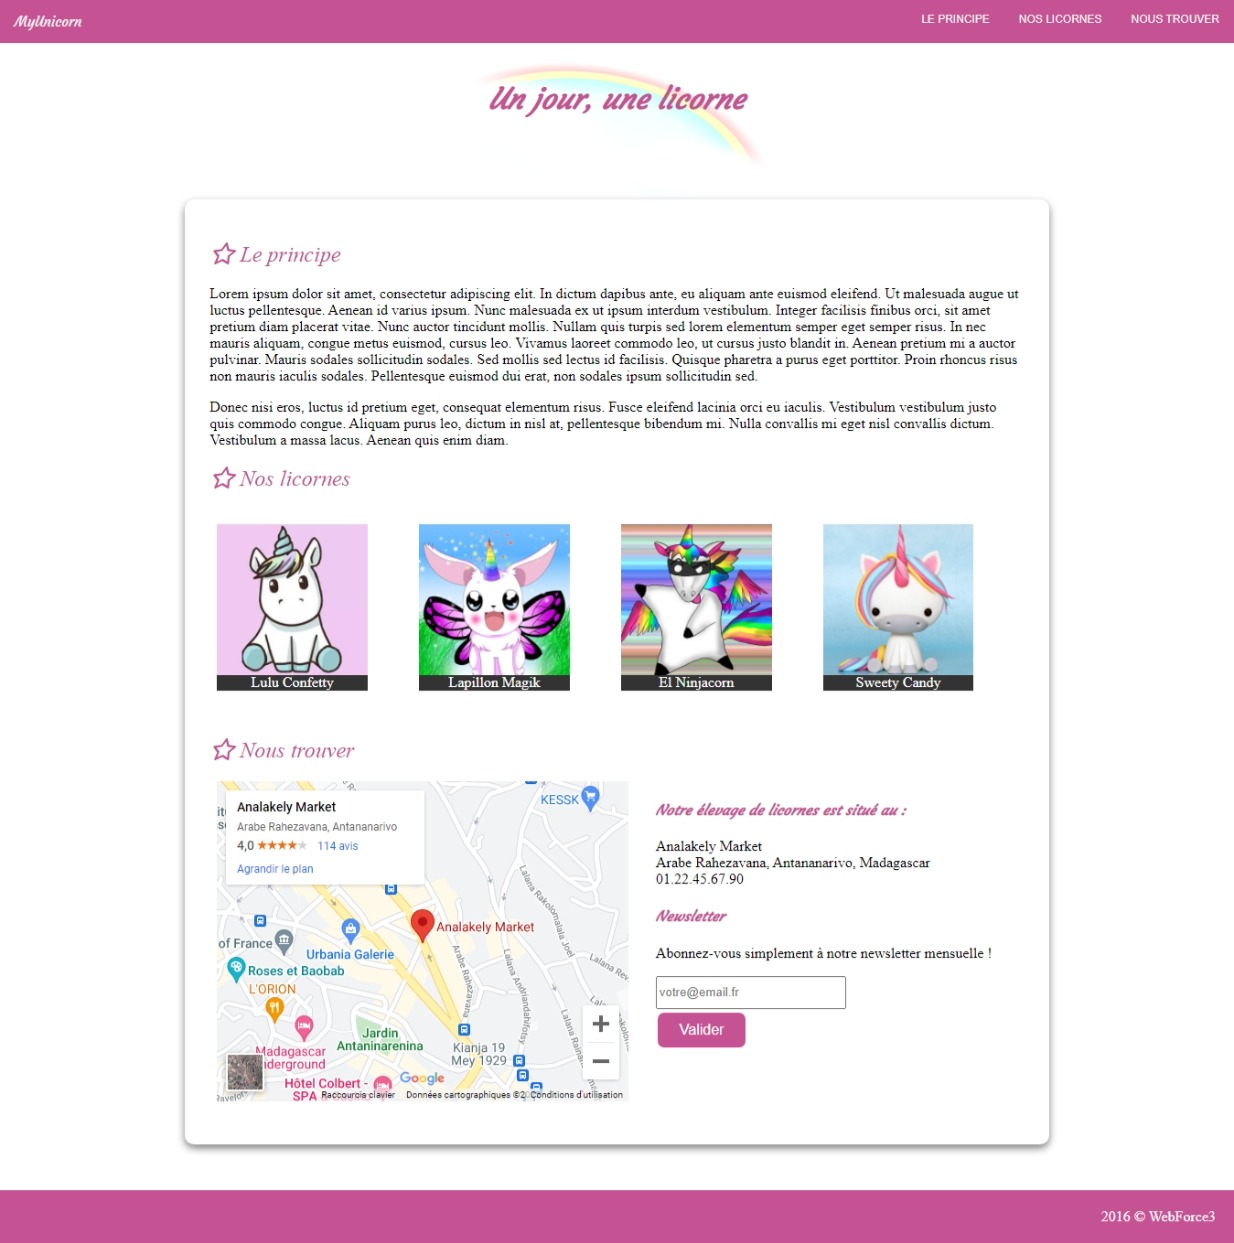 MyUnicorn
LE PRINCIPE NOS LICORNES NOUS TROUVER
Un jour, une licorne
Le principe
Lorem ipsum dolor sit amet, consectetur adipiscing elit. In dictum dapibus ante, eu aliquam ante euismod eleifend. Ut malesuada augue ut
luctus pellentesque. Aenean id varius ipsum. Nunc malesuada ex ut ipsum interdum vestibulum. Integer facilisis finibus orci, sit amet
pretium diam placerat vitae. Nunc auctor tincidunt mollis. Nullam quis turpis sed lorem elementum semper eget semper risus. In nec
mauris aliquam, congue metus euismod, cursus leo. Vivamus laoreet commodo leo, ut cursus justo blandit in. Aenean pretium mi a auctor
pulvinar. Mauris sodales sollicitudin sodales. Sed mollis sed lectus id facilisis. Quisque pharetra a purus eget porttitor. Proin rhoncus risus
non mauris iaculis sodales. Pellentesque euismod dui erat, non sodales ipsum sollicitudin sed.
Donec nisi eros, luctus id pretium eget, consequat elementum risus. Fusce eleifend lacinia orci eu iaculis. Vestibulum vestibulum justo
quis commodo congue. Aliquam purus leo, dictum in nisl at, pellentesque bibendum mi. Nulla convallis mi eget nisl convallis dictum.
Vestibulum a massa lacus. Aenean quis enim diam.
Nos licornes
Lulu Confetty
Lapillon Magik
El Ninjacorn
Sweety Candy
Nous trouver
Analakely Market
Arabe Rahezavana, Antananarivo
4,0 114 avis
Agrandir le plan
KESSK
Lalana Rakolomalala Joel
Analakely Market
of France
Urbania Galerie
Roses et Baobab
L'ORION
Arabe Rahezavana
Lalana Andriandahifotsy
Jardin
Antaninarenina
Kianja 19
Mey 1929
Madagascar
Hôtel Colbert -
SPA
Google
Raccourcis clavier Données cartographiques Conditions d'utilisation
Notre élevage de licornes est situé au :
Analakely Market
Arabe Rahezavana, Antananarivo, Madagascar
01.22.45.67.90
Newsletter
Abonnez-vous simplement à notre newsletter mensuelle !
votre@email.fr
Valider
2016 © WebForce3